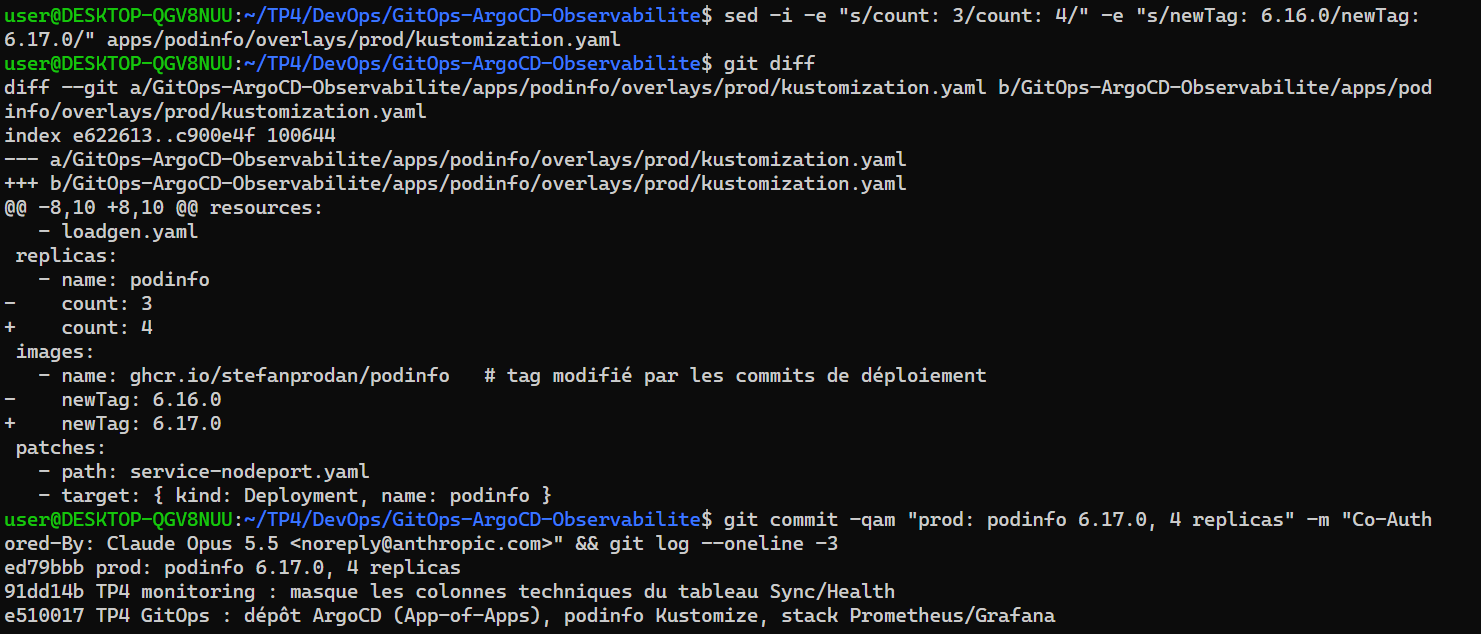 user@DESKTOP-QGV8NUU:~/TP4/DevOps/GitOps-ArgoCD-Observabilite$ sed -i -e "s/count: 3/count: 4/" -e "s/newTag: 6.16.0/newTag:
6.17.0/" apps/podinfo/overlays/prod/kustomization.yaml
user@DESKTOP-QGV8NUU:~/TP4/DevOps/GitOps-ArgoCD-Observabilite$ git diff
diff --git a/GitOps-ArgoCD-Observabilite/apps/podinfo/overlays/prod/kustomization.yaml b/GitOps-ArgoCD-Observabilite/apps/pod
info/overlays/prod/kustomization.yaml
index e622613..c900e4f 100644
--- a/GitOps-ArgoCD-Observabilite/apps/podinfo/overlays/prod/kustomization.yaml
+++ b/GitOps-ArgoCD-Observabilite/apps/podinfo/overlays/prod/kustomization.yaml
@@ -8,10 +8,10 @@ resources:
   - loadgen.yaml
 replicas:
   - name: podinfo
-    count: 3
+    count: 4
 images:
   - name: ghcr.io/stefanprodan/podinfo   # tag modifié par les commits de déploiement
-    newTag: 6.16.0
+    newTag: 6.17.0
 patches:
   - path: service-nodeport.yaml
   - target: { kind: Deployment, name: podinfo }
user@DESKTOP-QGV8NUU:~/TP4/DevOps/GitOps-ArgoCD-Observabilite$ git commit -qam "prod: podinfo 6.17.0, 4 replicas" -m "Co-Auth
ored-By: Claude Opus 5.5 <noreply@anthropic.com>" && git log --oneline -3
ed79bbb prod: podinfo 6.17.0, 4 replicas
91dd14b TP4 monitoring : masque les colonnes techniques du tableau Sync/Health
e510017 TP4 GitOps : dépôt ArgoCD (App-of-Apps), podinfo Kustomize, stack Prometheus/Grafana